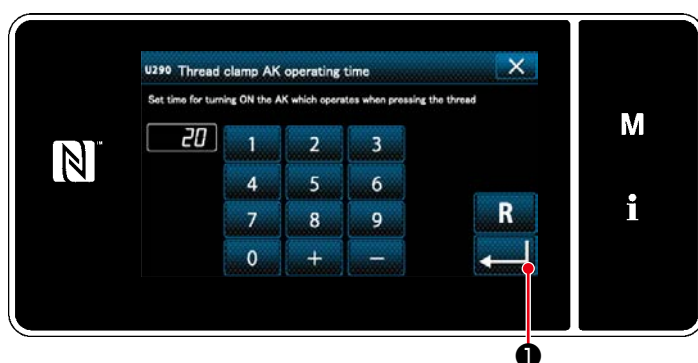 U290 Thread clamp AK operating time
Set time for turning ON the AK which operates when pressing the thread
20
1 2 3
4 5 6
7 8 9
0 + −
R
M
i
N™
❶